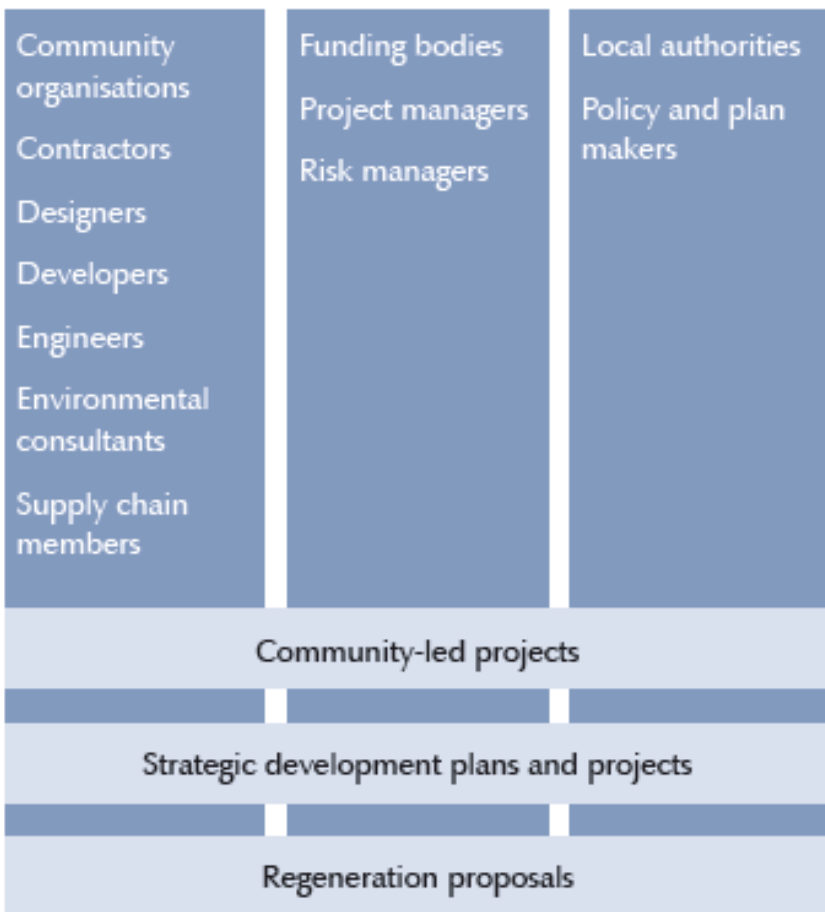 Community
organisations
Contractors
Designers
Developers
Engineers
Environmental
consultants
Supply chain
members
Funding bodies
Project managers
Risk managers
Local authorities
Policy and plan
makers
Community-led projects
Strategic development plans and projects
Regeneration proposals